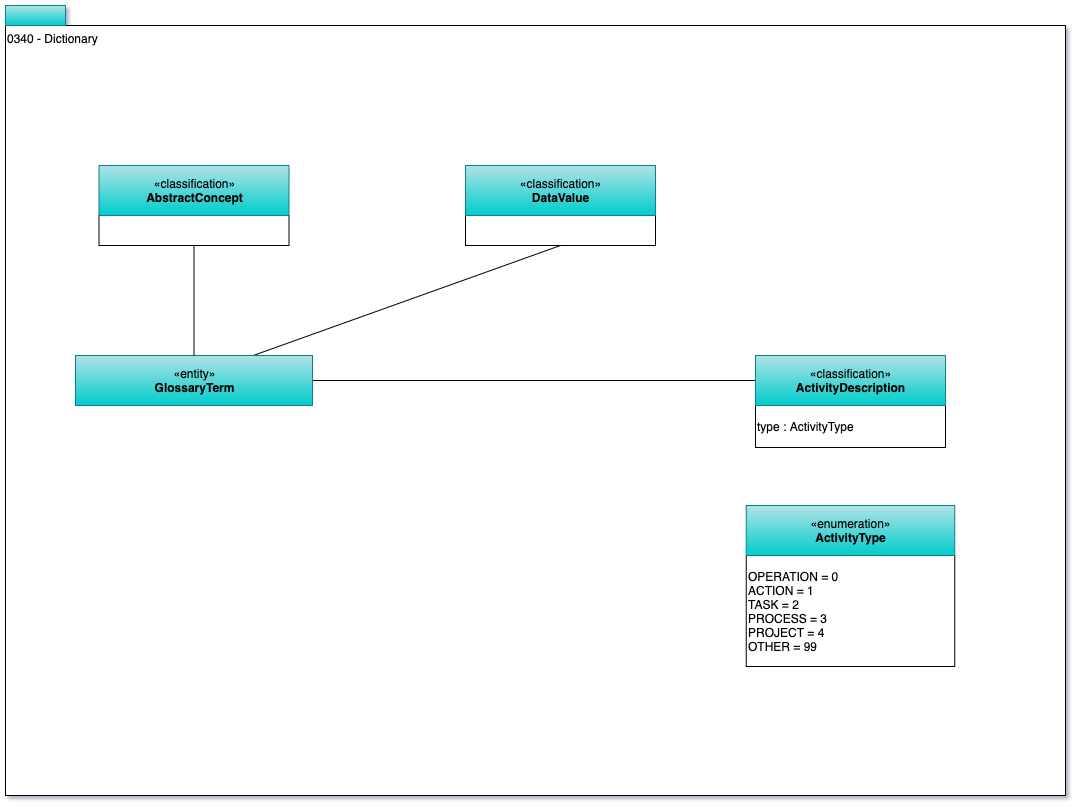 0340 - Dictionary
«classification»
AbstractConcept
«classification»
DataValue
«entity»
GlossaryTerm
«classification»
ActivityDescription
type : ActivityType
«enumeration»
ActivityType
OPERATION = 0
ACTION = 1
TASK = 2
PROCESS = 3
PROJECT = 4
OTHER = 99